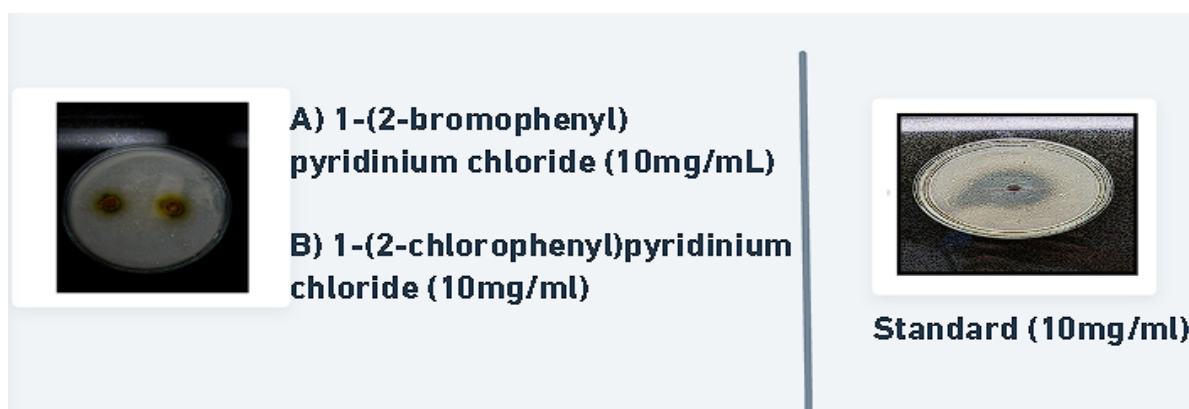 A) 1-(2-bromophenyl)
pyridinium chloride (10mg/mL)
B) 1-(2-chlorophenyl)pyridinium
chloride (10mg/ml)
Standard (10mg/ml)